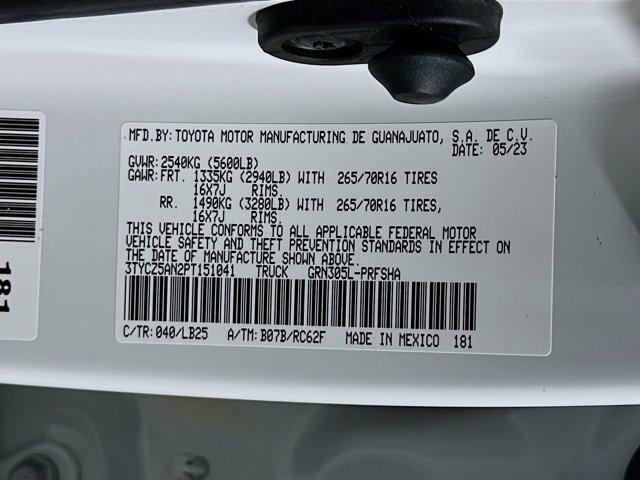 MFD.BY: TOYOTA MOTOR MANUFACTURING DE GUANAJUATO, S.A. DE C.V.
DATE: 05/23
GVWR: 2540KG (5600LB)
GAWR: FRT. 1335KG (2940LB) WITH 265/70R16 TIRES
16X7J RIMS.
RR. 1490KG (3280LB) WITH 265/70R16 TIRES,
16X7J RIMS.
THIS VEHICLE CONFORMS TO ALL APPLICABLE FEDERAL MOTOR
VEHICLE SAFETY AND THEFT PREVENTION STANDARDS IN EFFECT ON
THE DATE OF MANUFACTURE SHOWN ABOVE.
3TYCZ5AN2PT151041 TRUCK GRN305L-PRFSHA
C/TR: 040/LB25 A/TM: B07B/RC62F MADE IN MEXICO 181
181